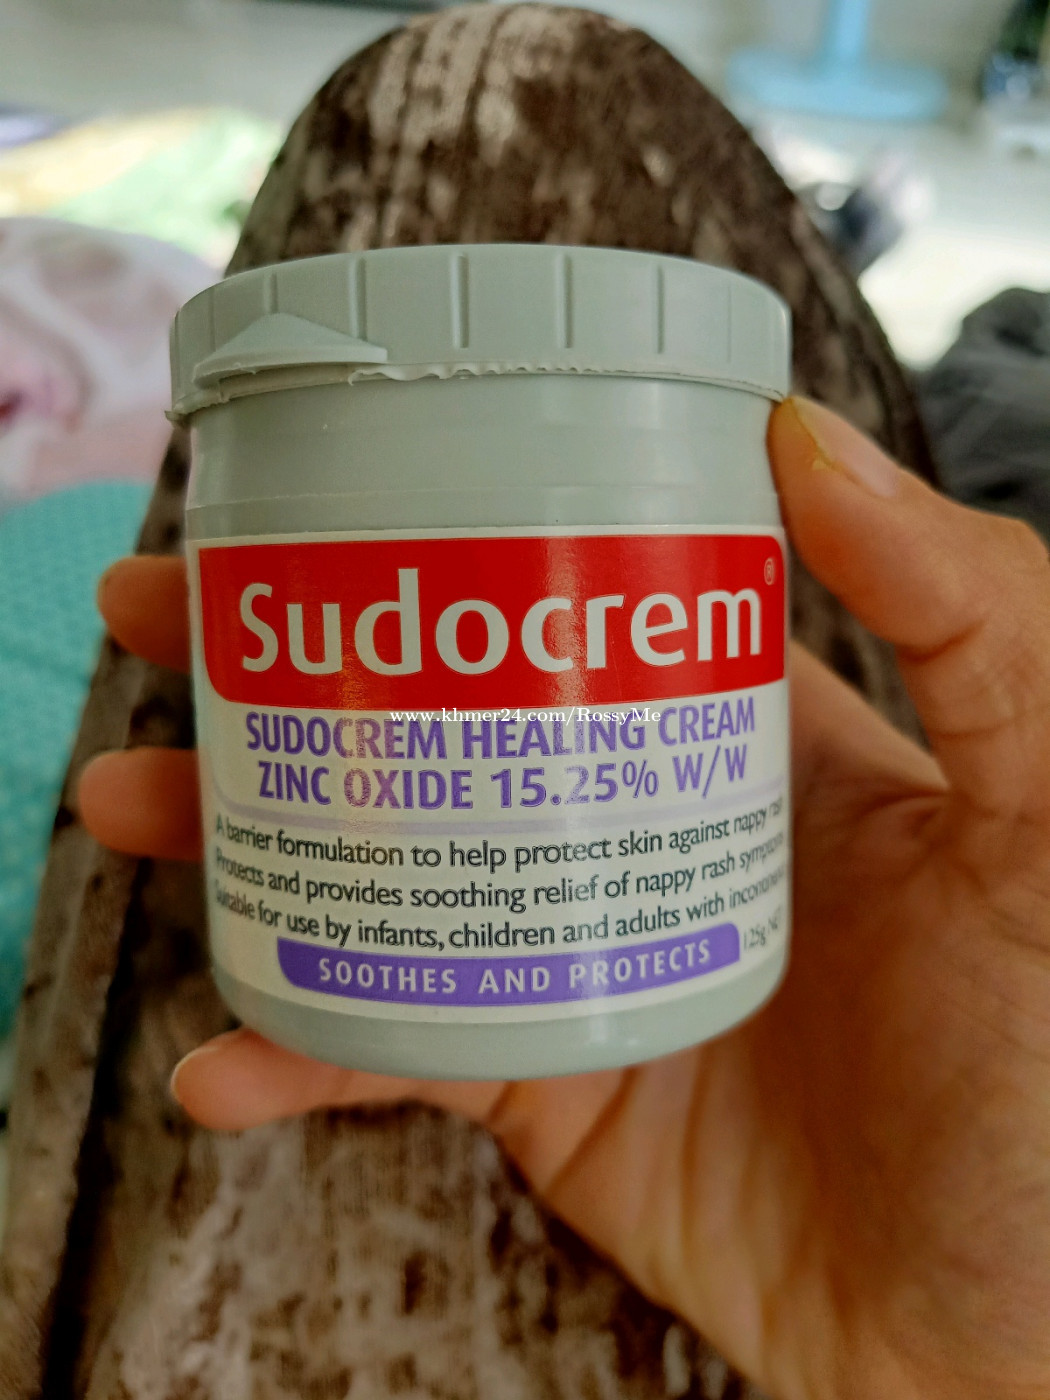 Sudocrem®
www.khmer24.com/RossyMe
SUDOCREM HEALING CREAM
ZINC OXIDE 15.25% W/W
A barrier formulation to help protect skin against nappy
Protects and provides soothing relief of nappy rash symptoms
Suitable for use by infants, children and adults with
125g NET
SOOTHES AND PROTECTS